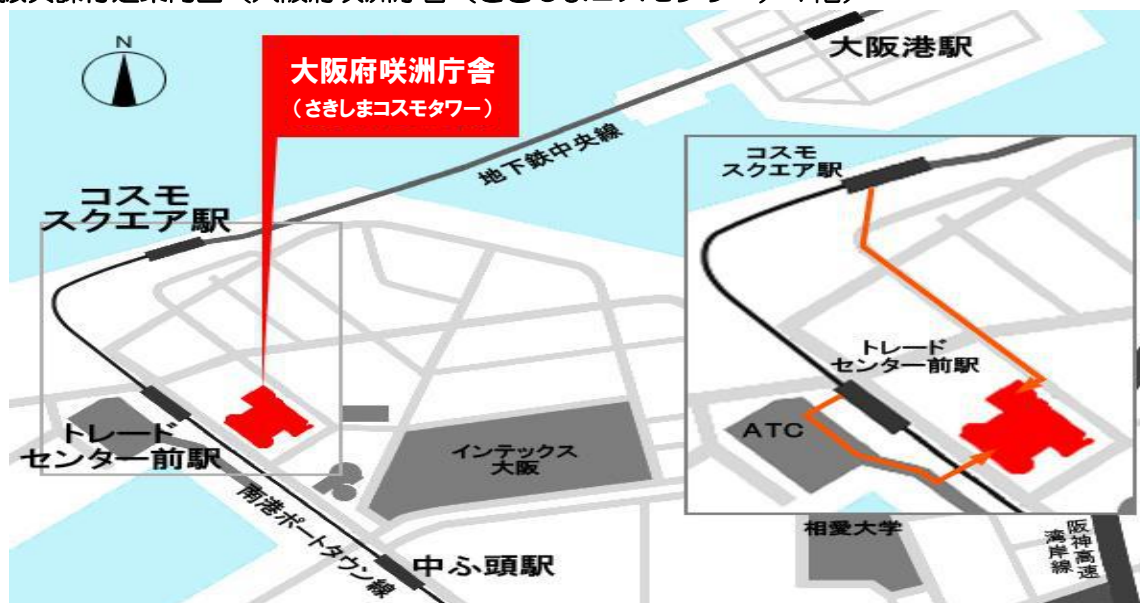 大阪府咲洲庁舎
（さきしまコスモタワー）
N
大阪港駅
地下鉄中央線
コスモ
スクエア駅
トレード
センター前駅
インテックス
大阪
南港ポートタウン線
中ふ頭駅
コスモ
スクエア駅
トレード
センター前駅
ATC
相愛大学
阪神高速
湾岸線